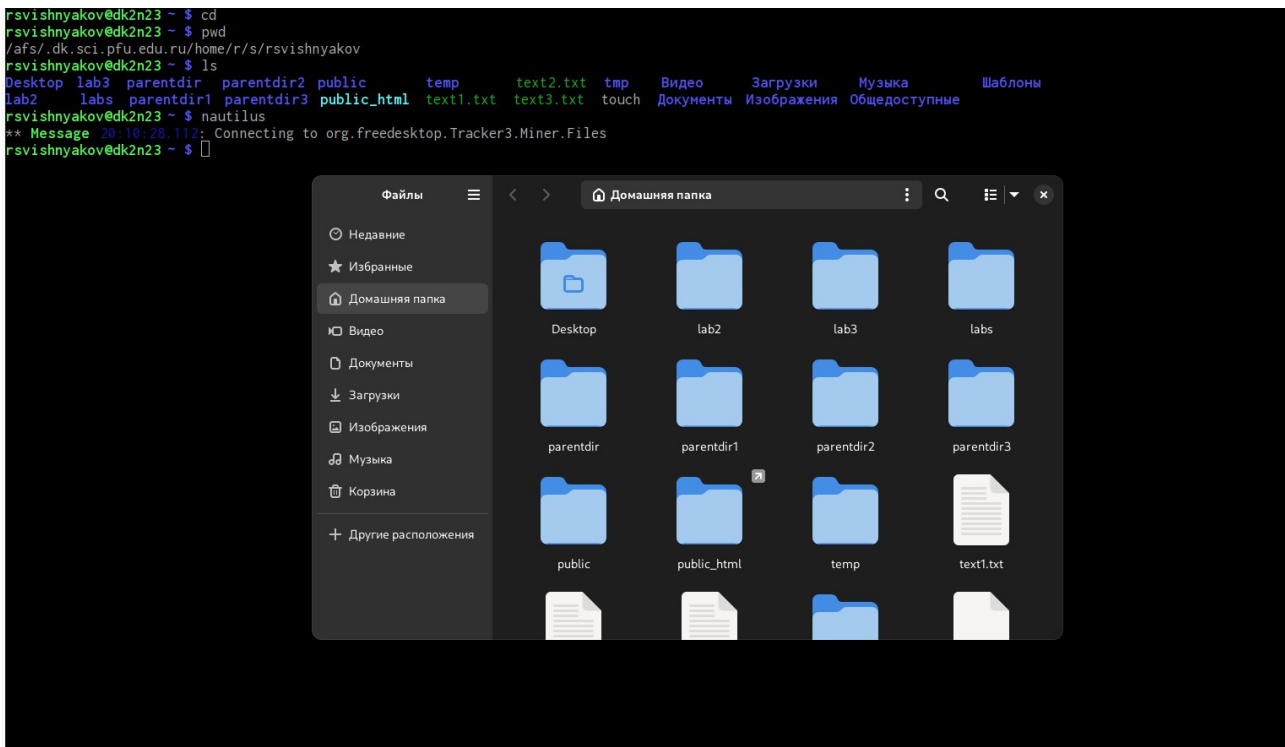 rsvishnyakov@dk2n23 ~ $ cd
rsvishnyakov@dk2n23 ~ $ pwd
/afs/.dk.sci.pfu.edu.ru/home/r/s/rsvishnyakov
rsvishnyakov@dk2n23 ~ $ ls
Desktop lab3 parentdir parentdir2 public temp text2.txt tmp Видео Загрузки Музыка Шаблоны
lab2 labs parentdir1 parentdir3 public_html text1.txt text3.txt touch Документы Изображения Общедоступные
rsvishnyakov@dk2n23 ~ $ nautilus
** Message 20:10:28.112: Connecting to org.freedesktop.Tracker3.Miner.Files
rsvishnyakov@dk2n23 ~ $
Файлы
Домашняя папка
Недавние
Избранные
Домашняя папка
Видео
Документы
Загрузки
Изображения
Музыка
Корзина
Другие расположения
Desktop lab2 lab3 labs
parentdir parentdir1 parentdir2 parentdir3
public public_html temp text1.txt